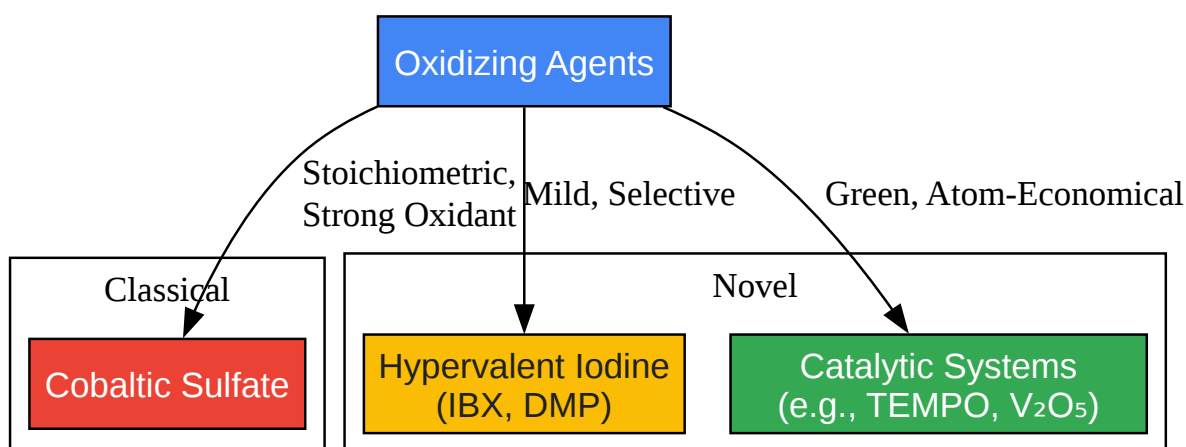 Oxidizing Agents
Stoichiometric,
Strong Oxidant
Mild, Selective
Green, Atom-Economical
Classical
Novel
Cobaltic Sulfate
Hypervalent Iodine
(IBX, DMP)
Catalytic Systems
(e.g., TEMPO, V₂O₅)